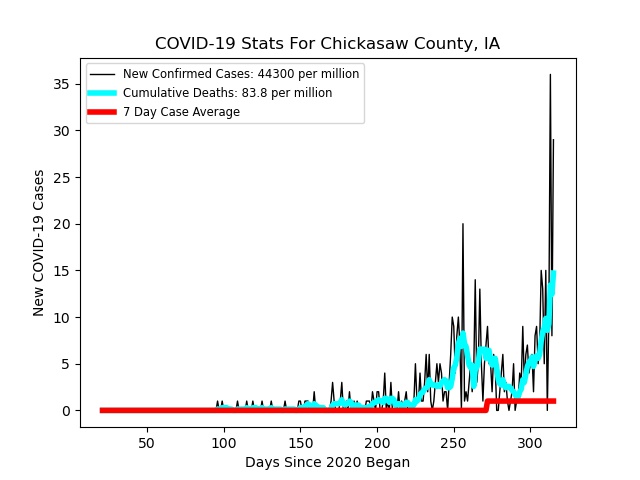 COVID-19 Stats For Chickasaw County, IA
New Confirmed Cases: 44300 per million
Cumulative Deaths: 83.8 per million
7 Day Case Average
35
30
25
20
15
10
5
0
New COVID-19 Cases
50 100 150 200 250 300
Days Since 2020 Began